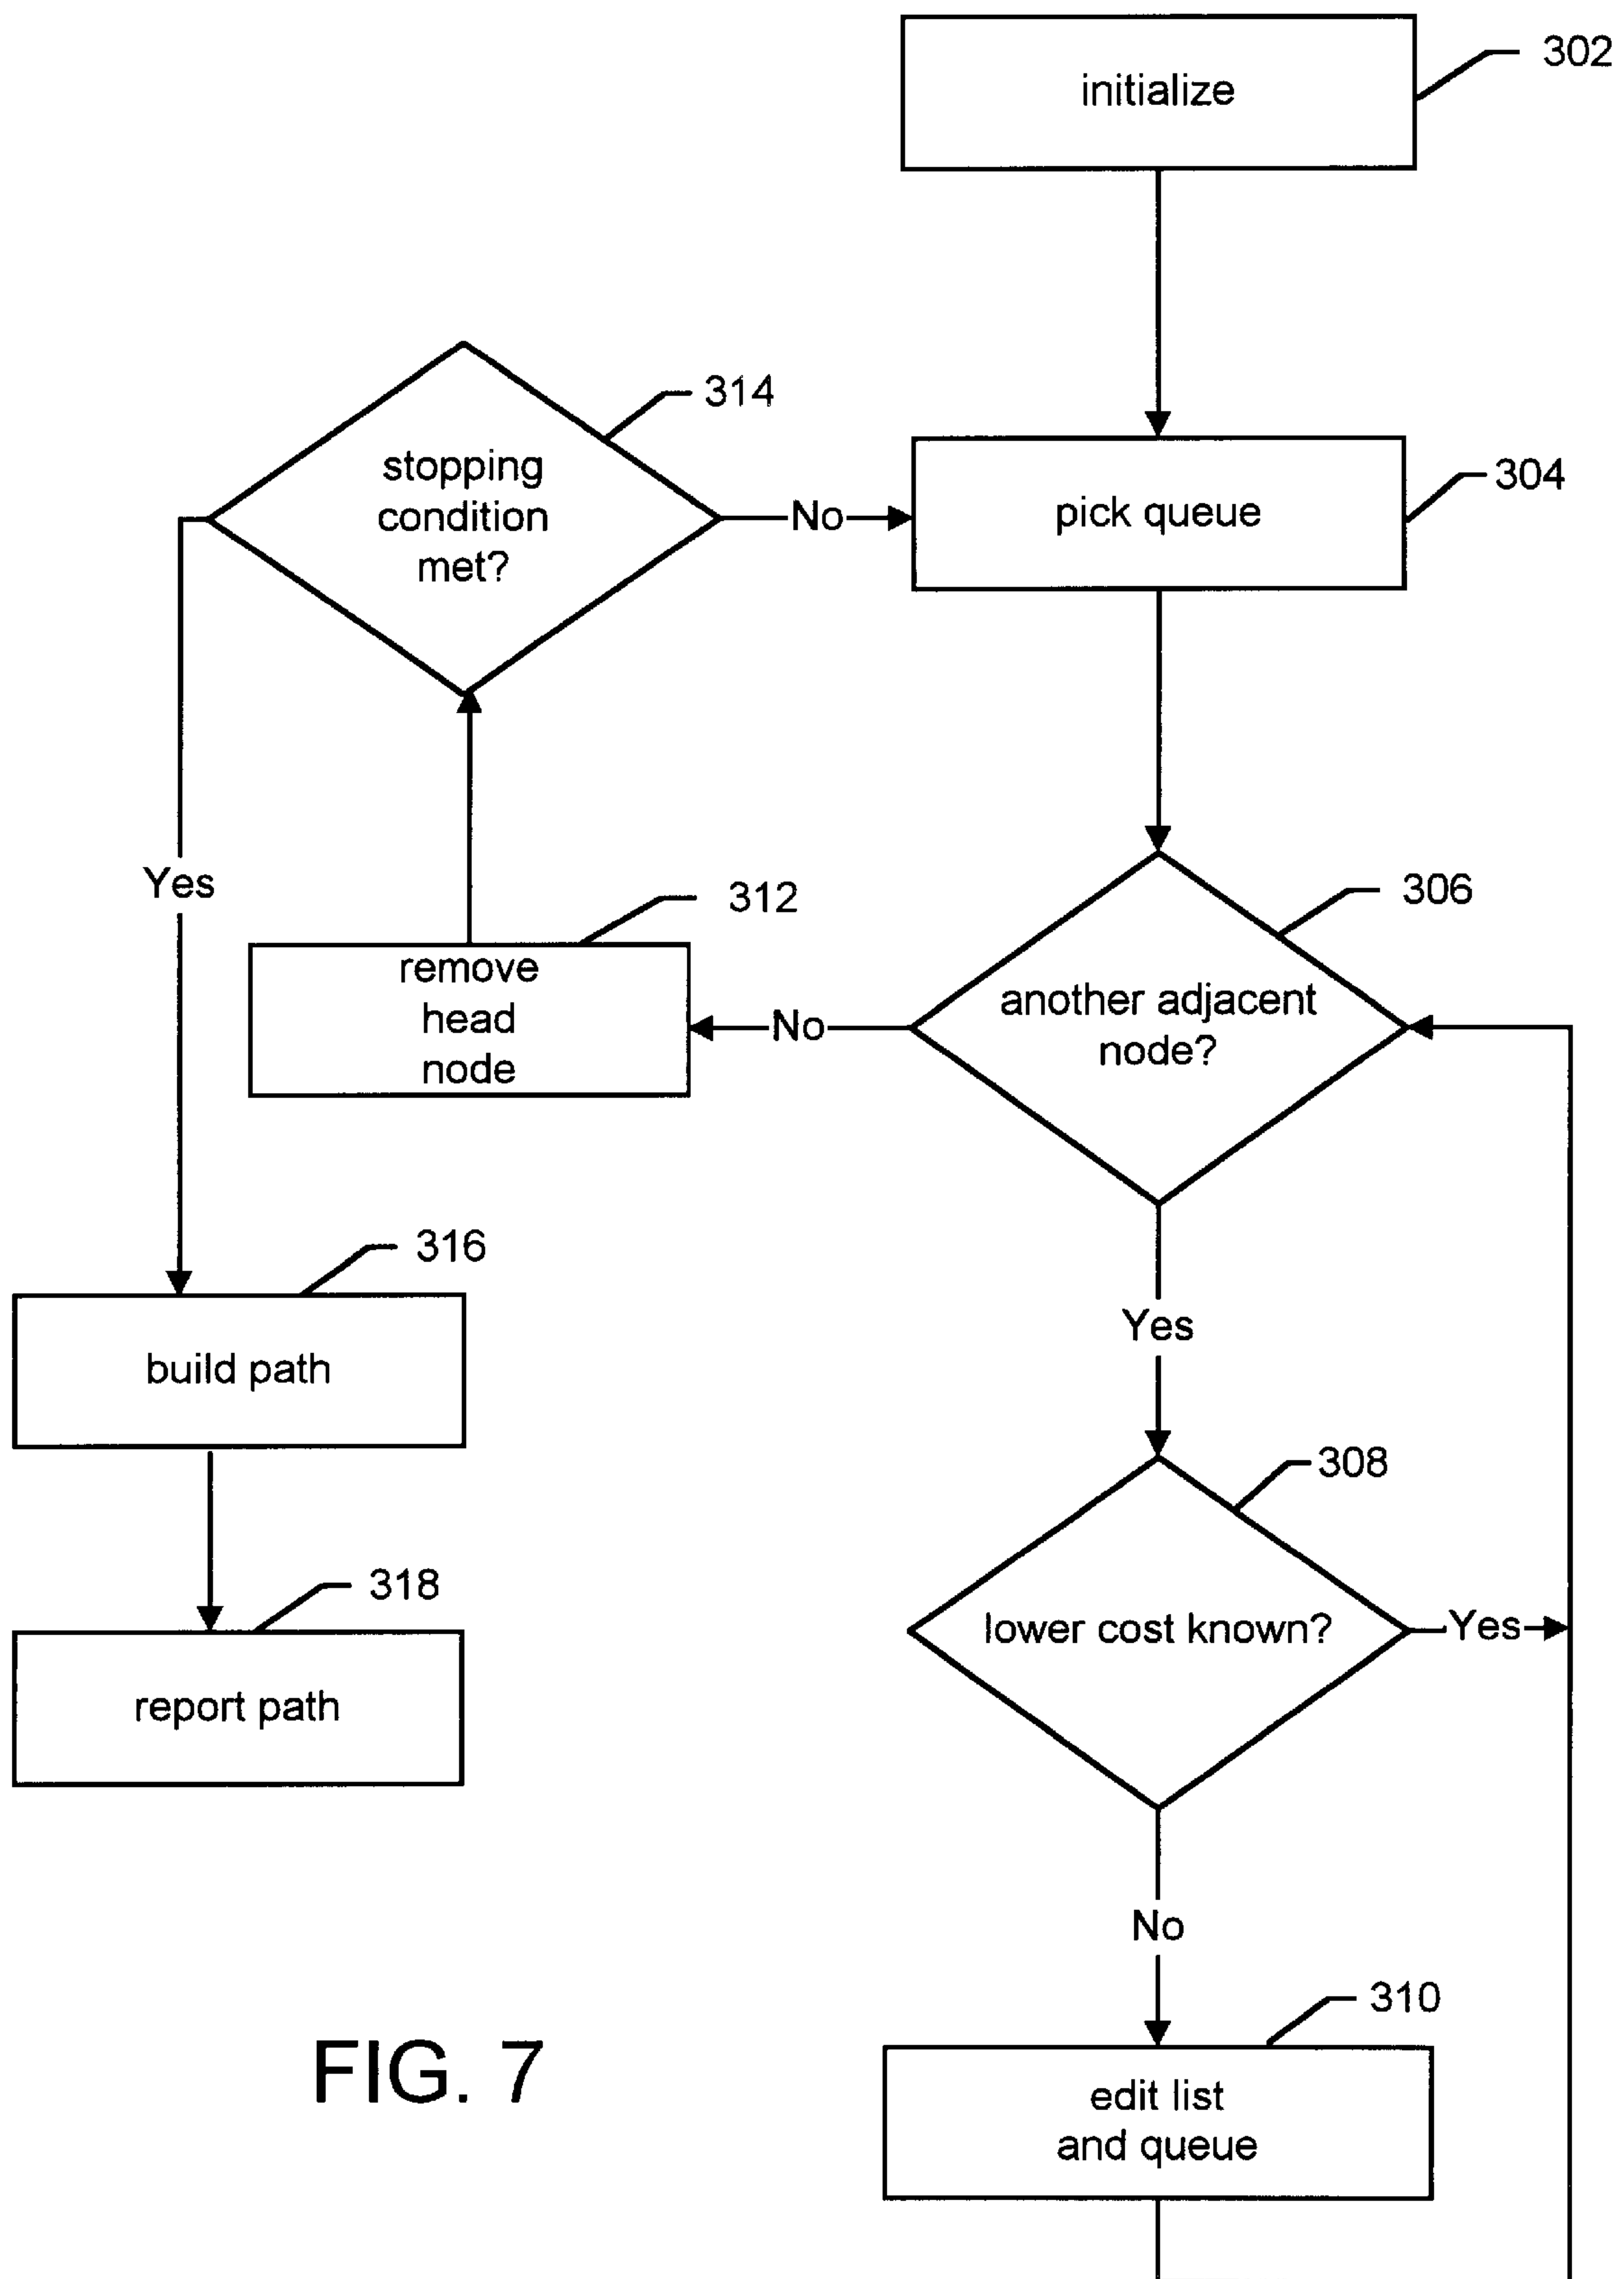 302
initialize
314
stopping
condition
met?
No
304
pick queue
Yes
312
remove
head
node
No
306
another adjacent
node?
316
build path
Yes
308
lower cost known?
Yes
318
report path
No
310
edit list
and queue
FIG. 7